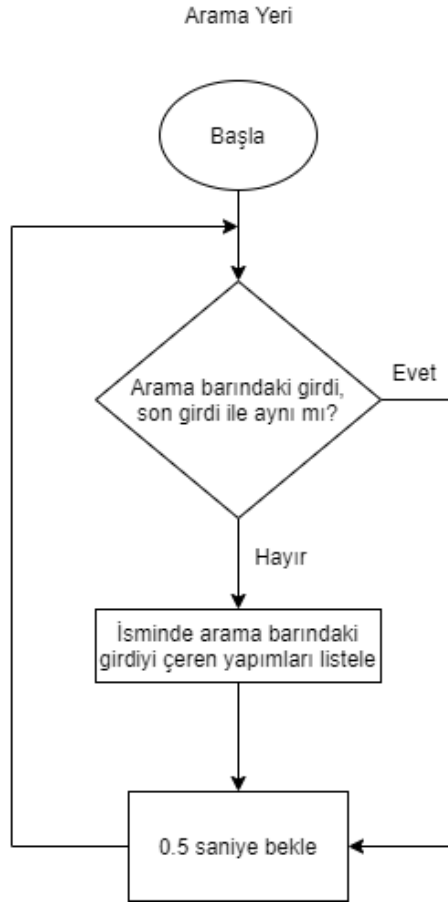 Arama Yeri
Başla
Arama barındaki girdi,
son girdi ile aynı mı?
Evet
Hayır
İsminde arama barındaki
girdiyi çeren yapımları listele
0.5 saniye bekle